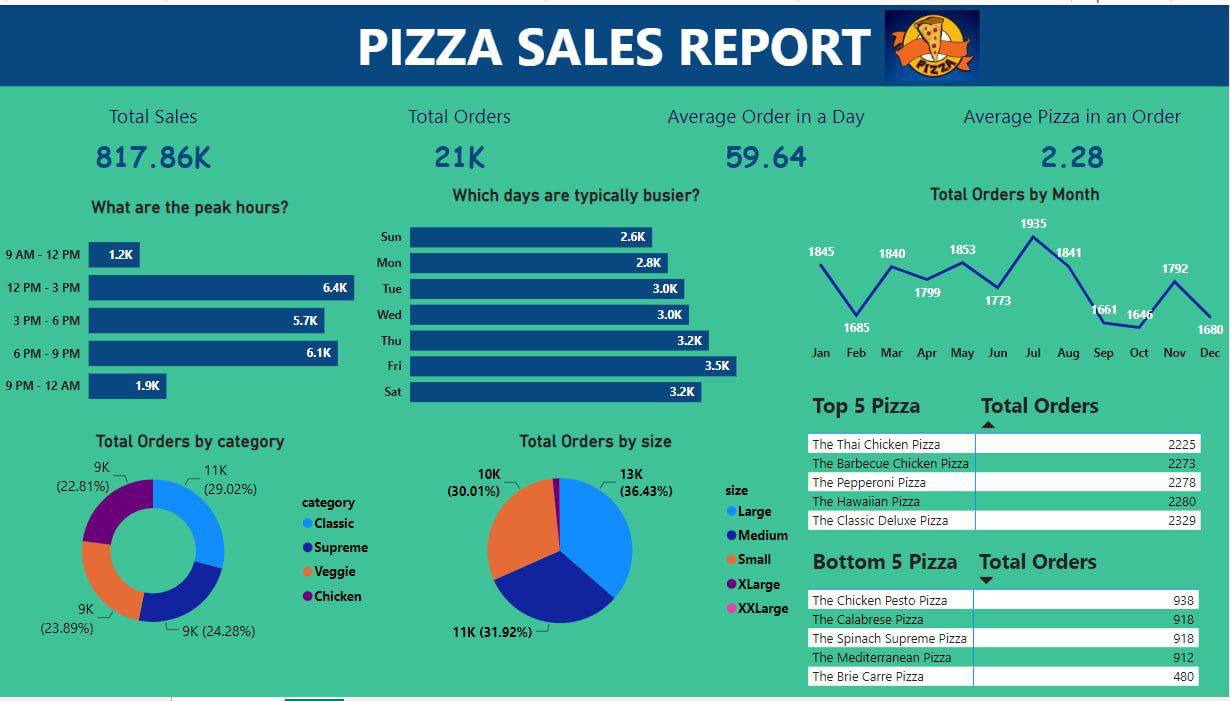 PIZZA SALES REPORT
PIZZA
Total Sales
817.86K
Total Orders
21K
Average Order in a Day
59.64
Average Pizza in an Order
2.28
What are the peak hours?
9 AM - 12 PM 1.2K
12 PM - 3 PM 6.4K
3 PM - 6 PM 5.7K
6 PM - 9 PM 6.1K
9 PM - 12 AM 1.9K
Which days are typically busier?
Sun 2.6K
Mon 2.8K
Tue 3.0K
Wed 3.0K
Thu 3.2K
Fri 3.5K
Sat 3.2K
Total Orders by Month
1845
1685
1840
1799
1853
1773
1935
1841
1661
1646
1792
1680
Jan Feb Mar Apr May Jun Jul Aug Sep Oct Nov Dec
Total Orders by category
9K
(22.81%)
11K
(29.02%)
9K
(23.89%)
9K (24.28%)
category
Classic
Supreme
Veggie
Chicken
Total Orders by size
10K
(30.01%)
13K
(36.43%)
11K (31.92%)
size
Large
Medium
Small
XLarge
XXLarge
Top 5 Pizza Total Orders
The Thai Chicken Pizza 2225
The Barbecue Chicken Pizza 2273
The Pepperoni Pizza 2278
The Hawaiian Pizza 2280
The Classic Deluxe Pizza 2329
Bottom 5 Pizza Total Orders
The Chicken Pesto Pizza 938
The Calabrese Pizza 918
The Spinach Supreme Pizza 918
The Mediterranean Pizza 912
The Brie Carre Pizza 480